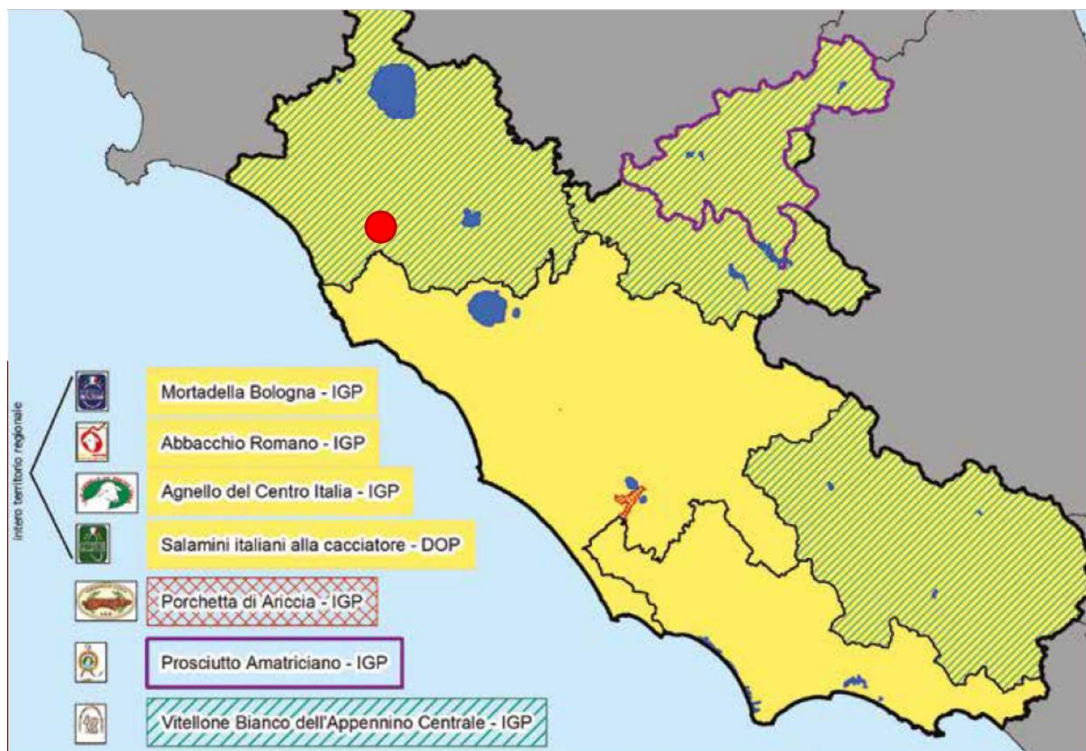 intero territorio regionale
Mortadella Bologna - IGP
Abbacchio Romano - IGP
Agnello del Centro Italia - IGP
Salamini italiani alla cacciatore - DOP
Porchetta di Ariccia - IGP
Prosciutto Amatriciano - IGP
Vitellone Bianco dell'Appennino Centrale - IGP